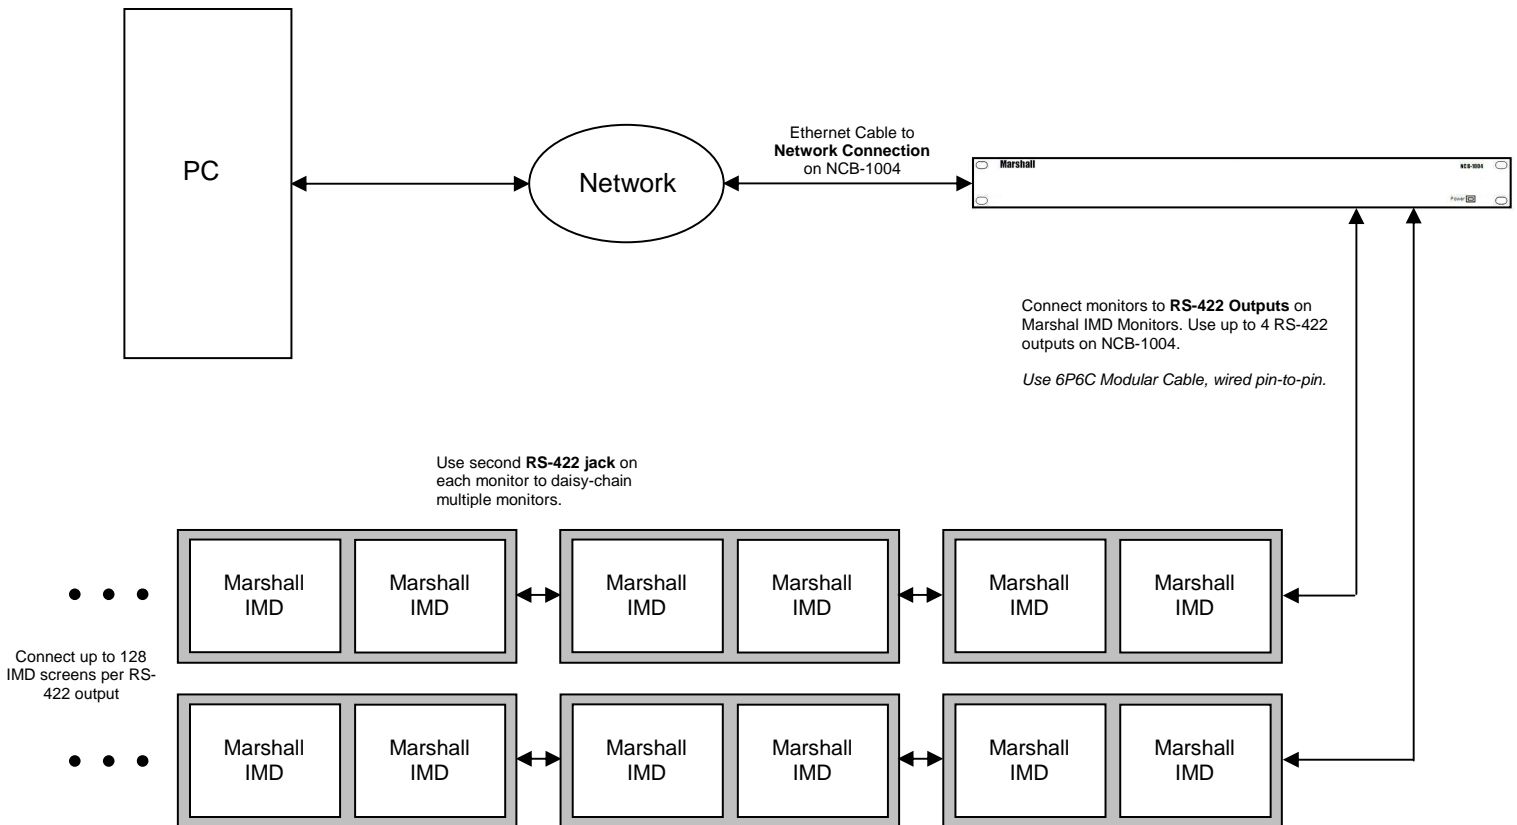 PC
Network
Ethernet Cable to
Network Connection
on NCB-1004
Marshall
NCB-1004
Power
Connect monitors to RS-422 Outputs on
Marshal IMD Monitors. Use up to 4 RS-422
outputs on NCB-1004.
Use 6P6C Modular Cable, wired pin-to-pin.
Use second RS-422 jack on
each monitor to daisy-chain
multiple monitors.
Marshall
IMD
Marshall
IMD
Marshall
IMD
Marshall
IMD
Marshall
IMD
Marshall
IMD
Connect up to 128
IMD screens per RS-
422 output
Marshall
IMD
Marshall
IMD
Marshall
IMD
Marshall
IMD
Marshall
IMD
Marshall
IMD